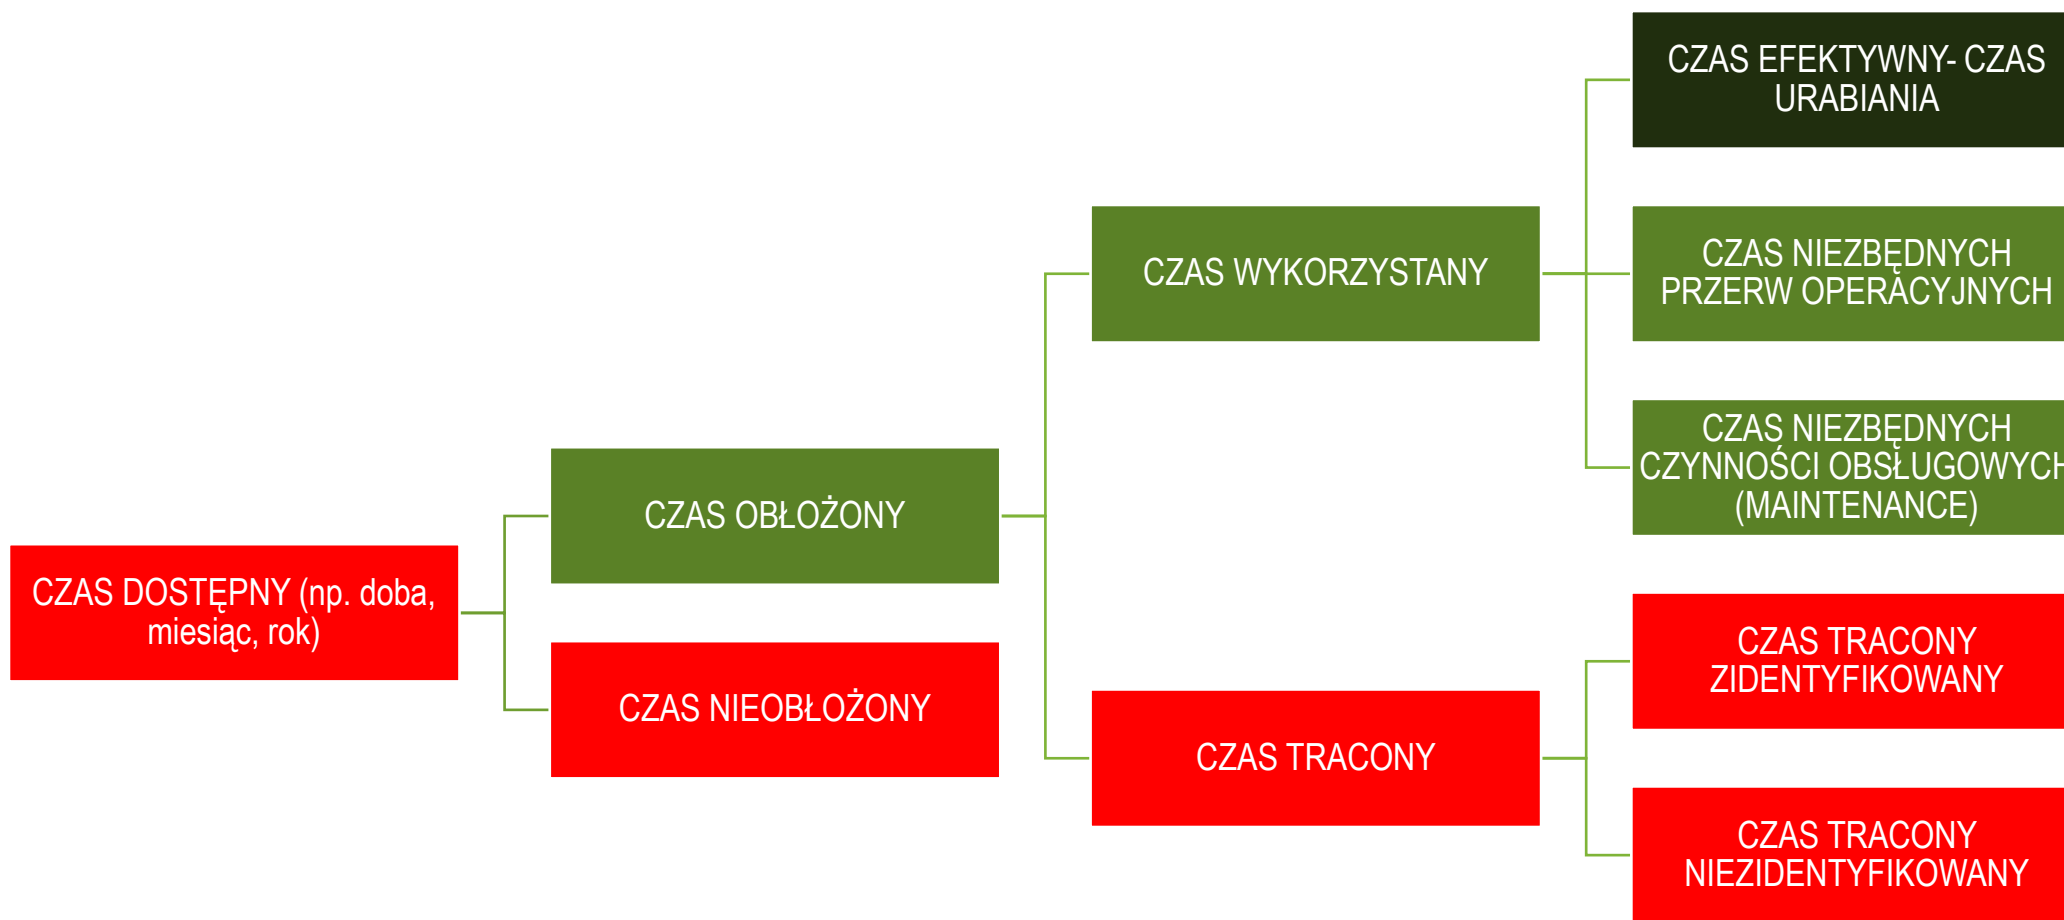 CZAS EFEKTYWNY- CZAS
URABIANIA
CZAS WYKORZYSTANY
CZAS NIEZBĘDNYCH
PRZERW OPERACYJNYCH
CZAS NIEZBĘDNYCH
CZYNNOŚCI OBSŁUGOWYCH
(MAINTENANCE)
CZAS OBŁOŻONY
CZAS DOSTĘPNY (np. doba,
miesiąc, rok)
CZAS NIEOBŁOŻONY
CZAS TRACONY
CZAS TRACONY
ZIDENTYFIKOWANY
CZAS TRACONY
NIEZIDENTYFIKOWANY